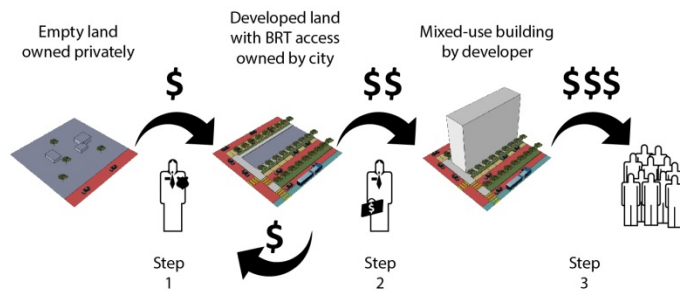 Empty land
owned privately
Developed land
with BRT access
owned by city
Mixed-use building
by developer
$
$$
$$$
$
$
Step
1
Step
2
Step
3